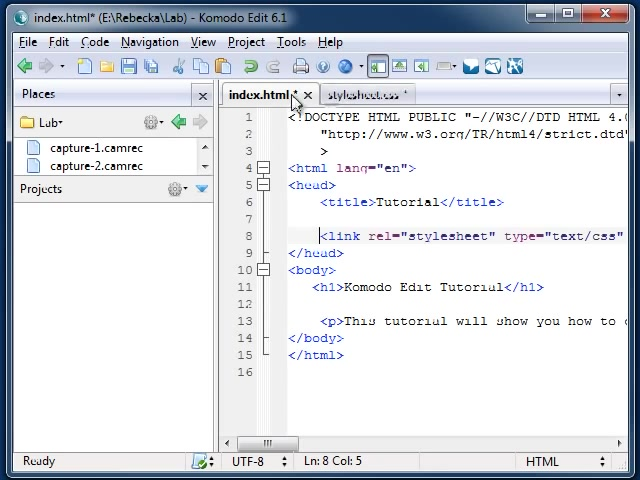 index.html* (E:\Rebecka\Lab) - Komodo Edit 6.1
File Edit Code Navigation View Project Tools Help
Places
index.html *
stylesheet.css *
Lab
capture-1.camrec
capture-2.camrec
Projects
1 <!DOCTYPE HTML PUBLIC "-//W3C//DTD HTML 4.(
2 "http://www.w3.org/TR/html4/strict.dtd"
3 >
4 <html lang="en">
5 <head>
6 <title>Tutorial</title>
7
8 <link rel="stylesheet" type="text/css"
9 </head>
10 <body>
11 <h1>Komodo Edit Tutorial</h1>
12
13 <p>This tutorial will show you how to
14 </body>
15 </html>
16
Ready UTF-8 Ln: 8 Col: 5 HTML